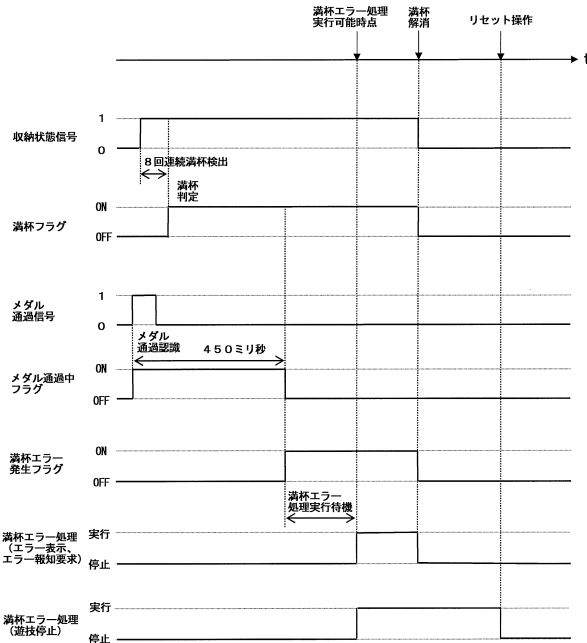 満杯エラー処理
実行可能時点
満杯
解消
リセット操作
t
収納状態信号
1
0
8回連続満杯検出
満杯
判定
満杯フラグ
ON
OFF
メダル
通過信号
1
0
メダル
通過認識
450ミリ秒
メダル通過中
フラグ
ON
OFF
満杯エラー
発生フラグ
ON
OFF
満杯エラー
処理実行待機
満杯エラー処理
(エラー表示、
エラー報知要求)
実行
停止
満杯エラー処理
(遊技停止)
実行
停止